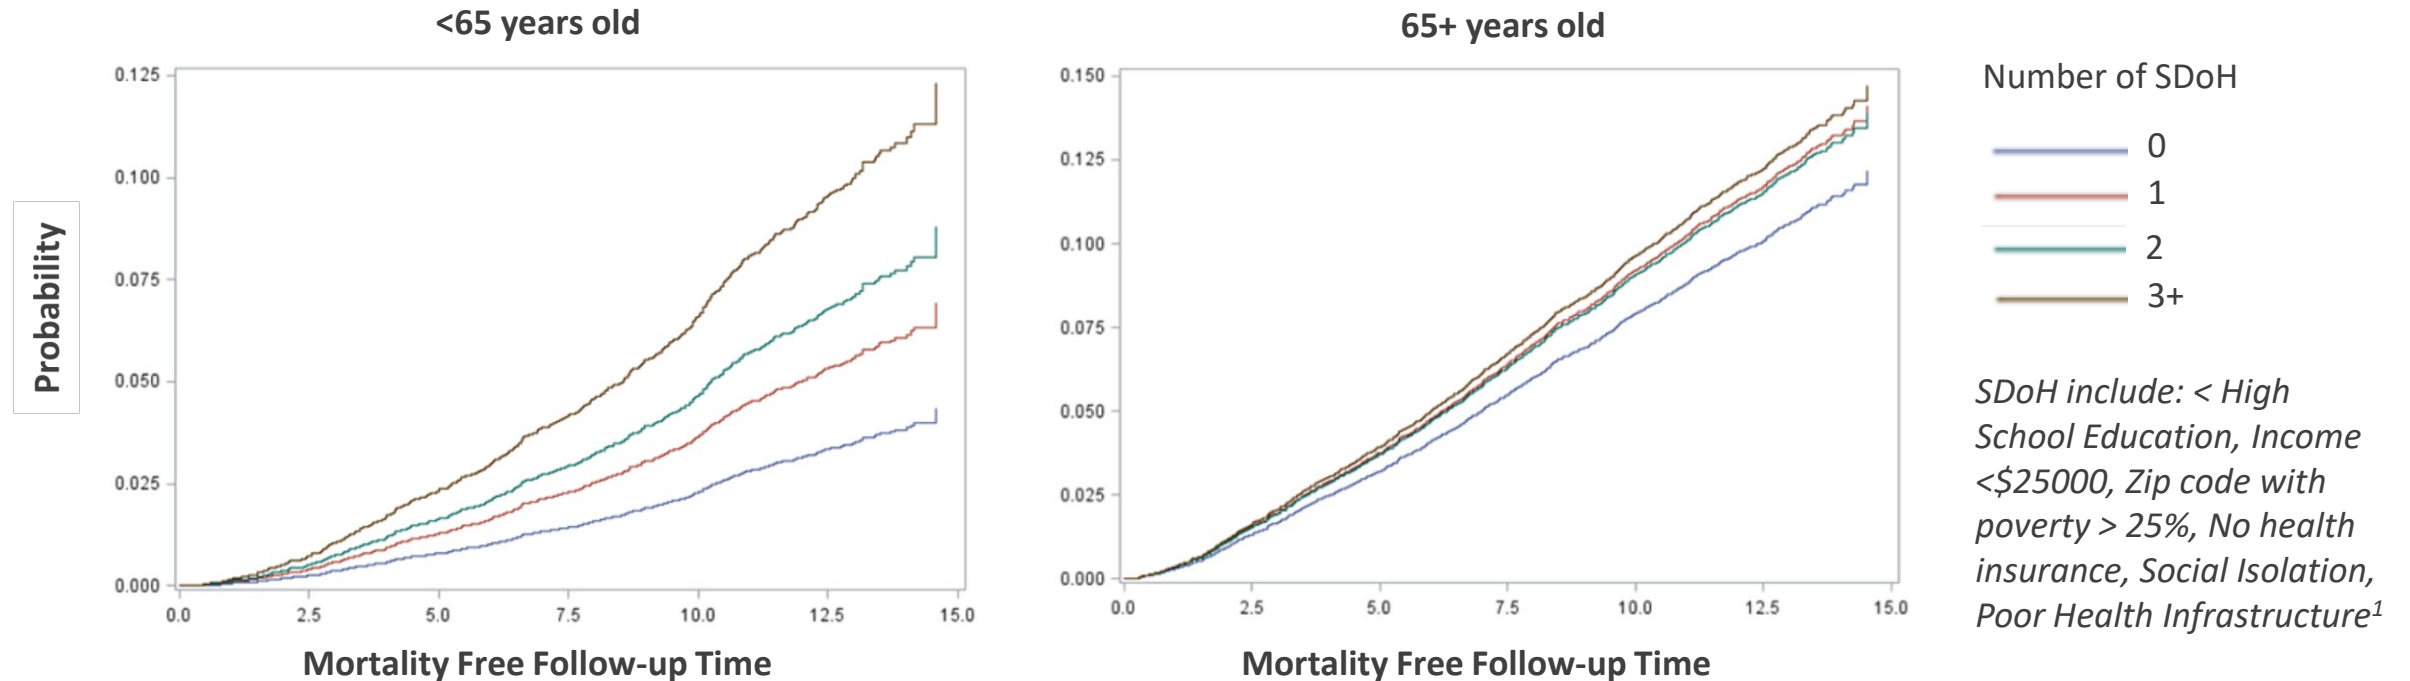 <65 years old
0.125
0.100
0.075
0.050
0.025
0.000
Probability
0.0 2.5 5.0 7.5 10.0 12.5 15.0
Mortality Free Follow-up Time
65+ years old
0.150
0.125
0.100
0.075
0.050
0.025
0.000
0.0 2.5 5.0 7.5 10.0 12.5 15.0
Mortality Free Follow-up Time
Number of SDoH
0
1
2
3+
SDoH include: < High
School Education, Income
<$25000, Zip code with
poverty > 25%, No health
insurance, Social Isolation,
Poor Health Infrastructure¹